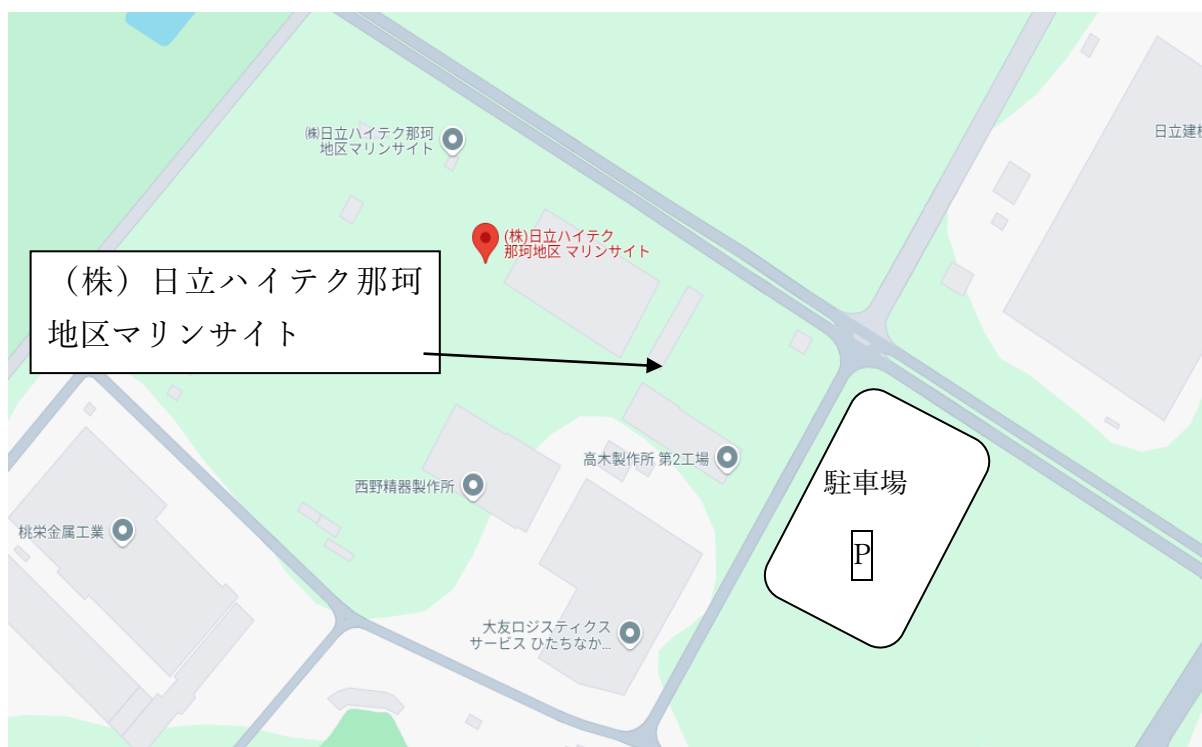 ㈱日立ハイテク那珂
地区マリンサイト
日立建
(株)日立ハイテク
那珂地区 マリンサイト
（株）日立ハイテク那珂
地区マリンサイト
高木製作所 第2工場
駐車場
西野精器製作所
桃栄金属工業
P
大友ロジスティクス
サービス ひたちなか...